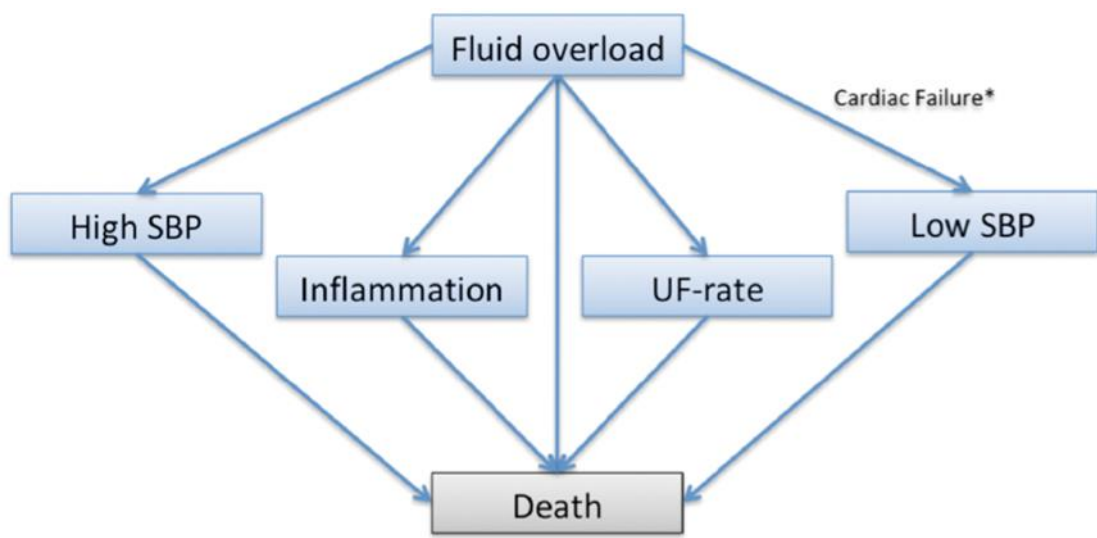 Fluid overload
Cardiac Failure*
High SBP
Low SBP
Inflammation
UF-rate
Death